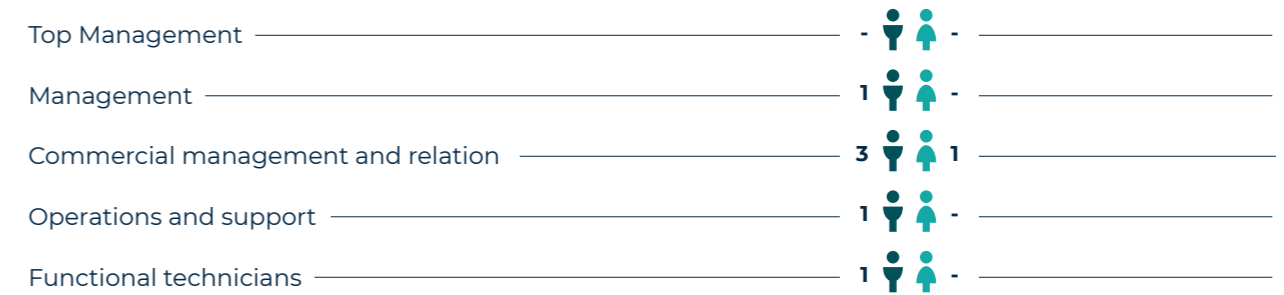 Top Management - -
Management 1 -
Commercial management and relation 3 1
Operations and support 1 -
Functional technicians 1 -